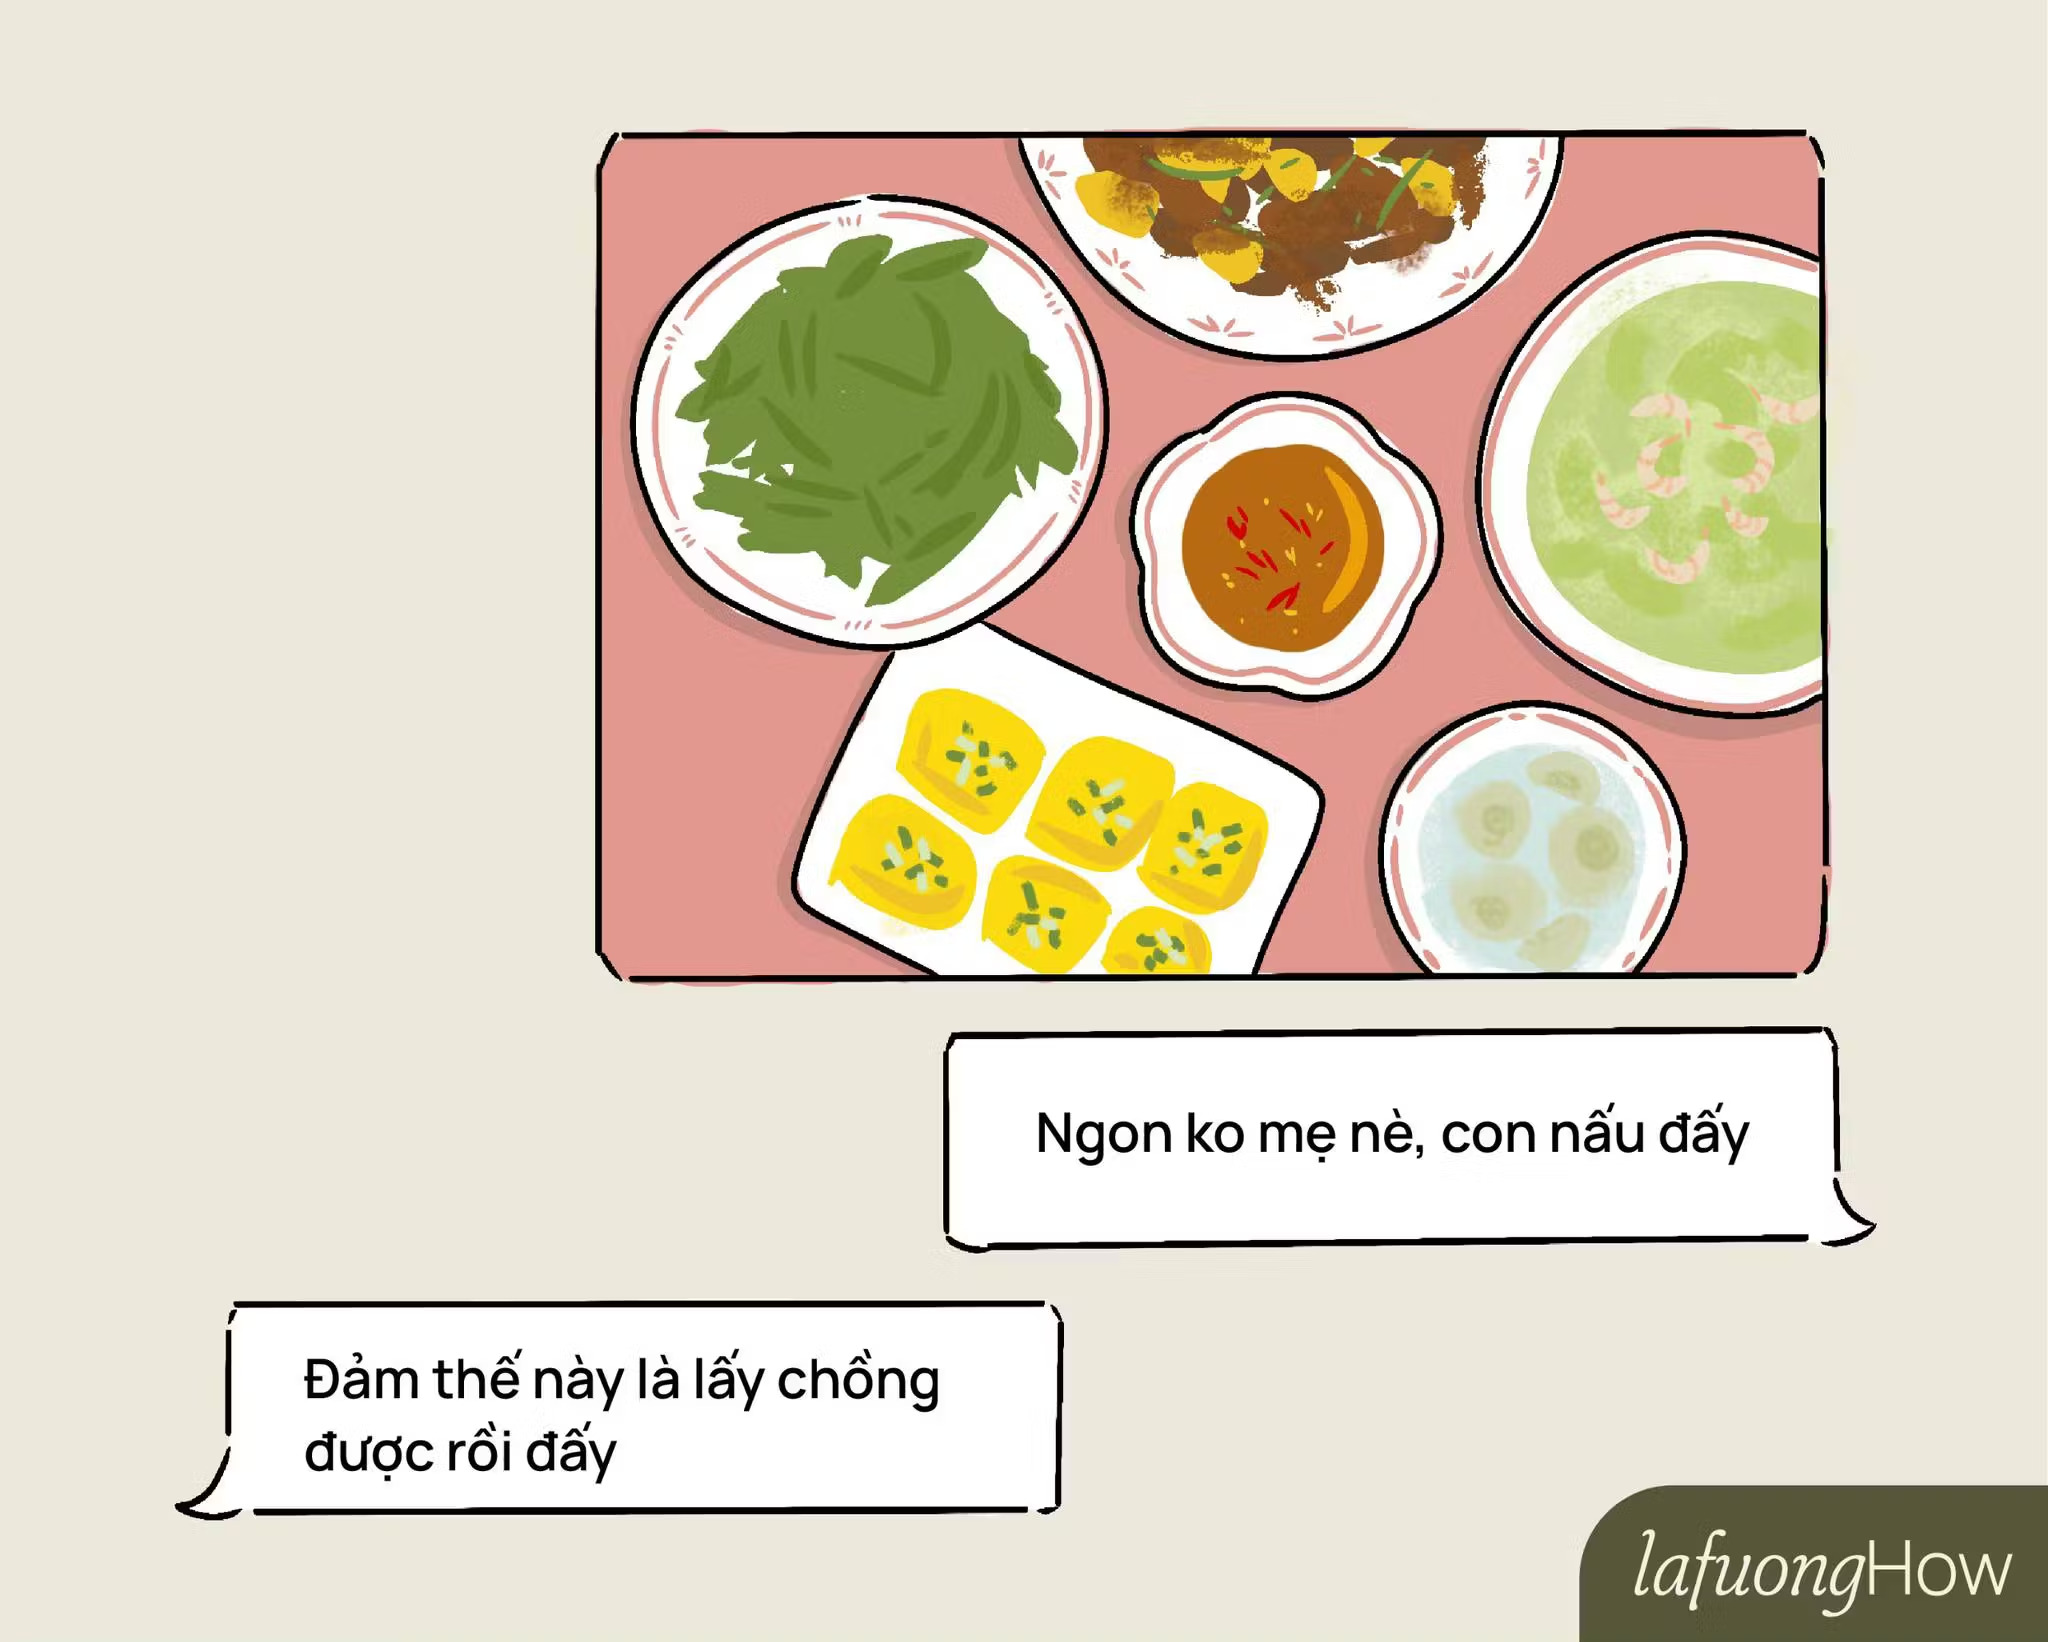 Ngon ko mẹ nè, con nấu đấy
Đảm thế này là lấy chồng
được rồi đấy
lafuongHow